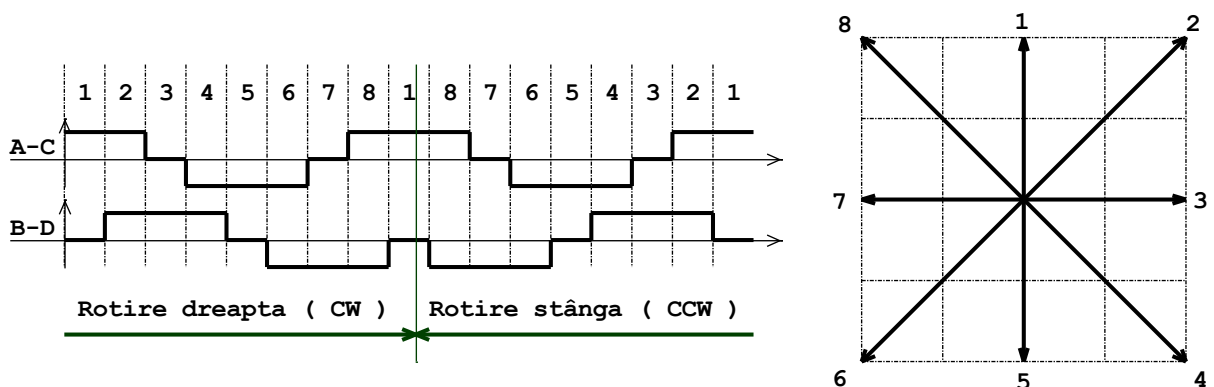 1 2 3 4 5 6 7 8 1 8 7 6 5 4 3 2 1
A-C
B-D
Rotire dreapta ( CW ) Rotire stânga ( CCW )
8 1 2
7 3
6 5 4